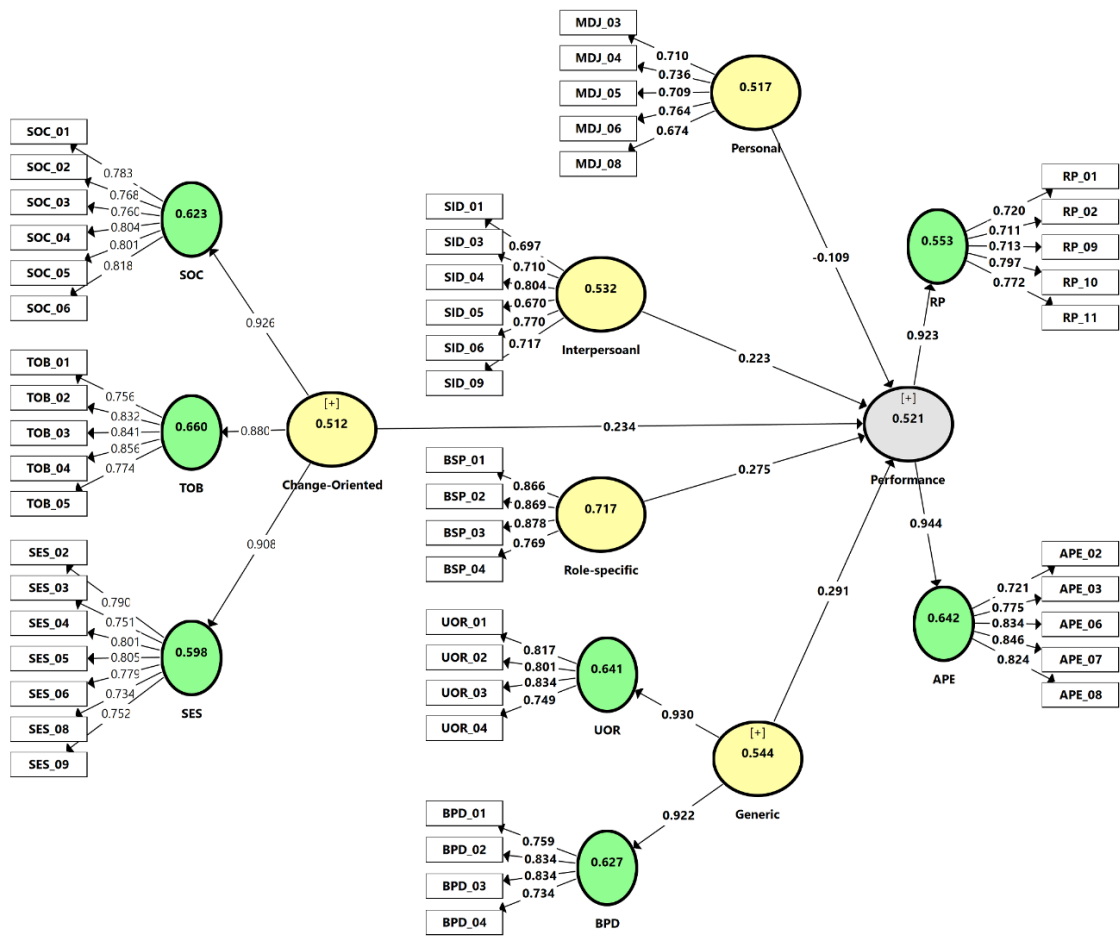 MDJ_03
MDJ_04
MDJ_05
MDJ_06
MDJ_08
0.710
0.736
0.709
0.764
0.674
0.517
Personal
SOC_01
SOC_02
SOC_03
SOC_04
SOC_05
SOC_06
0.783
0.768
0.760
0.804
0.801
0.818
0.623
SOC
0.926
SID_01
SID_03
SID_04
SID_05
SID_06
SID_09
0.697
0.710
0.804
0.670
0.770
0.717
0.532
Interpersoanl
-0.109
0.223
RP_01
RP_02
RP_09
RP_10
RP_11
0.720
0.711
0.713
0.797
0.772
0.553
RP
0.923
TOB_01
TOB_02
TOB_03
TOB_04
TOB_05
0.756
0.832
0.841
0.856
0.774
0.660
TOB
0.880
[+]
0.512
Change-Oriented
0.234
[+]
0.521
Performance
BSP_01
BSP_02
BSP_03
BSP_04
0.866
0.869
0.878
0.769
0.717
Role-specific
0.275
0.944
0.908
SES_02
SES_03
SES_04
SES_05
SES_06
SES_08
SES_09
0.790
0.751
0.801
0.805
0.779
0.734
0.752
0.598
SES
UOR_01
UOR_02
UOR_03
UOR_04
0.817
0.801
0.834
0.749
0.641
UOR
0.930
0.291
APE_02
APE_03
APE_06
APE_07
APE_08
0.721
0.775
0.834
0.846
0.824
0.642
APE
[+]
0.544
Generic
0.922
BPD_01
BPD_02
BPD_03
BPD_04
0.759
0.834
0.834
0.734
0.627
BPD